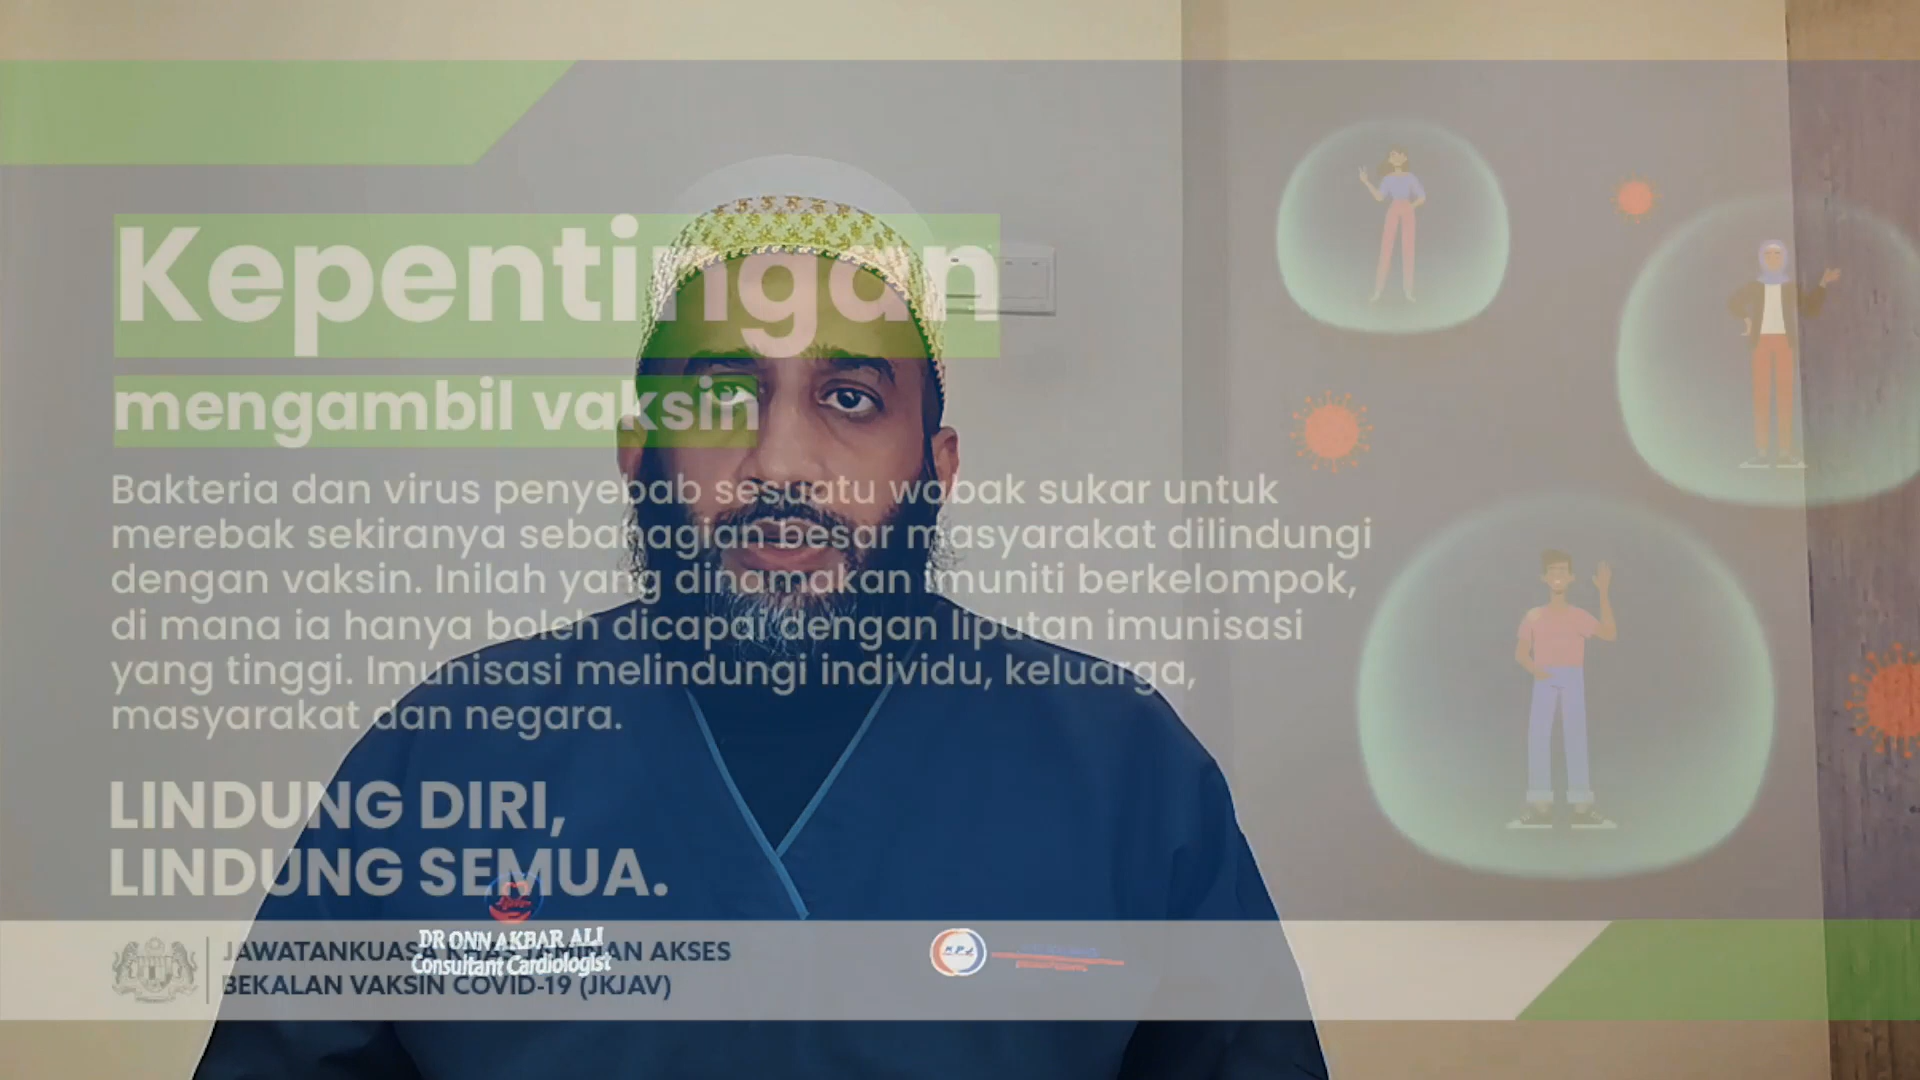 Kepentingan
mengambil vaksin
Bakteria dan virus penyebab sesuatu wabak sukar untuk
merebak sekiranya sebahagian besar masyarakat dilindungi
dengan vaksin. Inilah yang dinamakan imuniti berkelompok,
di mana ia hanya boleh dicapai dengan liputan imunisasi
yang tinggi. Imunisasi melindungi individu, keluarga,
masyarakat dan negara.
LINDUNG DIRI,
LINDUNG SEMUA.
DR ONN AKBAR ALI
Consultant Cardiologist
JAWATANKUASA KHAS JAMINAN AKSES
BEKALAN VAKSIN COVID-19 (JKJAV)
KPJ